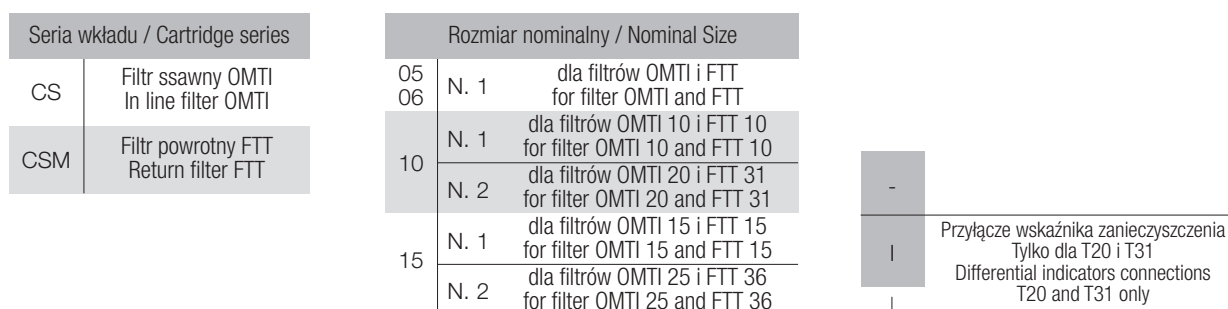 Seria wkładu / Cartridge series
CS
Filtr ssawny OMTI
In line filter OMTI
CSM
Filtr powrotny FTT
Return filter FTT
Rozmiar nominalny / Nominal Size
05
06
N. 1
dla filtrów OMTI i FTT
for filter OMTI and FTT
10
N. 1
dla filtrów OMTI 10 i FTT 10
for filter OMTI 10 and FTT 10
N. 2
dla filtrów OMTI 20 i FTT 31
for filter OMTI 20 and FTT 31
15
N. 1
dla filtrów OMTI 15 i FTT 15
for filter OMTI 15 and FTT 15
N. 2
dla filtrów OMTI 25 i FTT 36
for filter OMTI 25 and FTT 36
-
I
Przyłącze wskaźnika zanieczyszczenia
Tylko dla T20 i T31
Differential indicators connections
T20 and T31 only